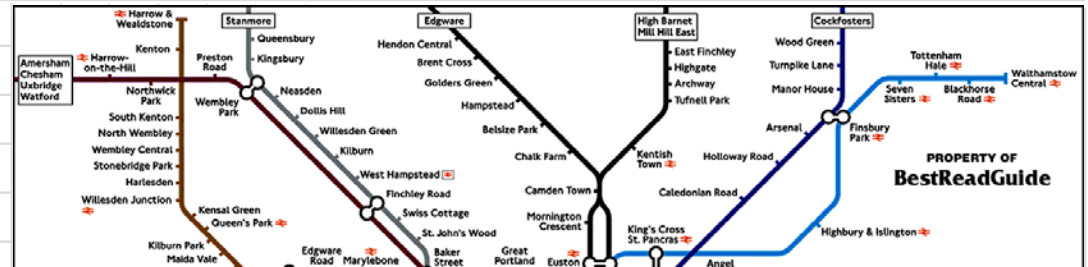 Harrow &
Wealdstone
Stanmore
Edgware
High Barnet
Mill Hill East
Cockfosters
Kenton
Queensbury
Kingsbury
Hendon Central
Brent Cross
Golders Green
East Finchley
Highgate
Archway
Tufnell Park
Wood Green
Turnpike Lane
Manor House
Tottenham
Hale
Walthamstow
Central
Amersham
Chesham
Uxbridge
Watford
Harrow-
on-the-Hill
Preston
Road
Northwick
Park
Wembley
Park
Neasden
Dollis Hill
Willesden Green
Kilburn
West Hampstead
Finchley Road
Swiss Cottage
St. John's Wood
Baker
Street
Hampstead
Belsize Park
Chalk Farm
Camden Town
Kentish
Town
Mornington
Crescent
Seven
Sisters
Blackhorse
Road
Arsenal
Finsbury
Park
Holloway Road
Caledonian Road
PROPERTY OF
BestReadGuide
South Kenton
North Wembley
Wembley Central
Stonebridge Park
Harlesden
Willesden Junction
Kensal Green
Queen's Park
Kilburn Park
Maida Vale
Edgware
Road
Marylebone
Great
Portland
Euston
King's Cross
St. Pancras
Highbury & Islington
Angel